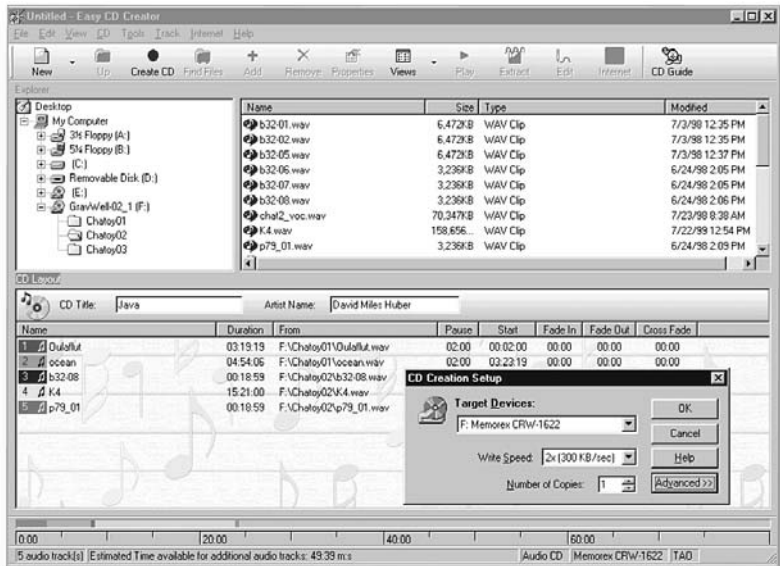 Untitled - Easy CD Creator
File Edit View CD Tools Track Internet Help
New Up Create CD Find Files Add Remove Properties Views Play Extract Edit Internet CD Guide
Explorer
Desktop
My Computer
3½ Floppy (A:)
5¼ Floppy (B:)
(C:)
Removable Disk (D:)
(E:)
GravWell-02_1 (F:)
Chatoy01
Chatoy02
Chatoy03
Name Size Type Modified
b32-01.wav 6,472KB WAV Clip 7/3/98 12:35 PM
b32-02.wav 6,472KB WAV Clip 7/3/98 12:35 PM
b32-05.wav 6,472KB WAV Clip 7/3/98 12:37 PM
b32-06.wav 3,236KB WAV Clip 6/24/98 2:05 PM
b32-07.wav 3,236KB WAV Clip 6/24/98 2:05 PM
b32-08.wav 3,236KB WAV Clip 6/24/98 2:06 PM
chat2_voc.wav 70,347KB WAV Clip 7/23/98 8:38 AM
K4.wav 158,656... WAV Clip 7/22/99 12:54 PM
p79_01.wav 3,236KB WAV Clip 6/24/98 2:09 PM
CD Layout
CD Title: Java Artist Name: David Miles Huber
Name Duration From Pause Start Fade In Fade Out Cross Fade
1 Oulaflut 03:19:19 F:\Chatoy01\Oulaflut.wav 02:00 00:02:00 00:00 00:00 00:00
2 ocean 04:54:06 F:\Chatoy01\ocean.wav 02:00 03:23:19 00:00 00:00 00:00
3 b32-08 00:18:59 F:\Chatoy02\b32-08.wav
4 K4 15:21:00 F:\Chatoy02\K4.wav
5 p79_01 00:18:59 F:\Chatoy02\p79_01.wav
CD Creation Setup
Target Devices:
F: Memorex CRW-1622
Write Speed: 2x (300 KB/sec)
Number of Copies: 1
OK
Cancel
Help
Advanced >>
0:00 20:00 40:00 60:00
5 audio track(s) Estimated Time available for additional audio tracks: 49:39 m:s Audio CD Memorex CRW-1622 TAO